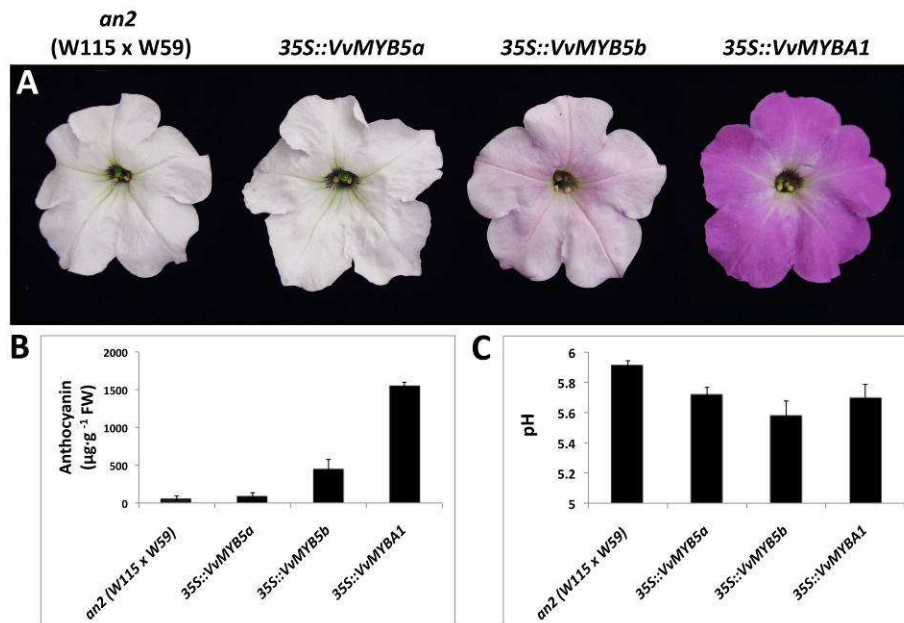 an2
(W115 x W59)
35S::VvMYB5a
35S::VvMYB5b
35S::VvMYBA1
A
B
2000
1500
1000
500
0
Anthocyanin
(µg·g -1 FW)
an2 (W115 x W59)
35S::VvMYB5a
35S::VvMYB5b
35S::VvMYBA1
C
6
5.8
5.6
5.4
5.2
5
pH
an2 (W115 x W59)
35S::VvMYB5a
35S::VvMYB5b
35S::VvMYBA1